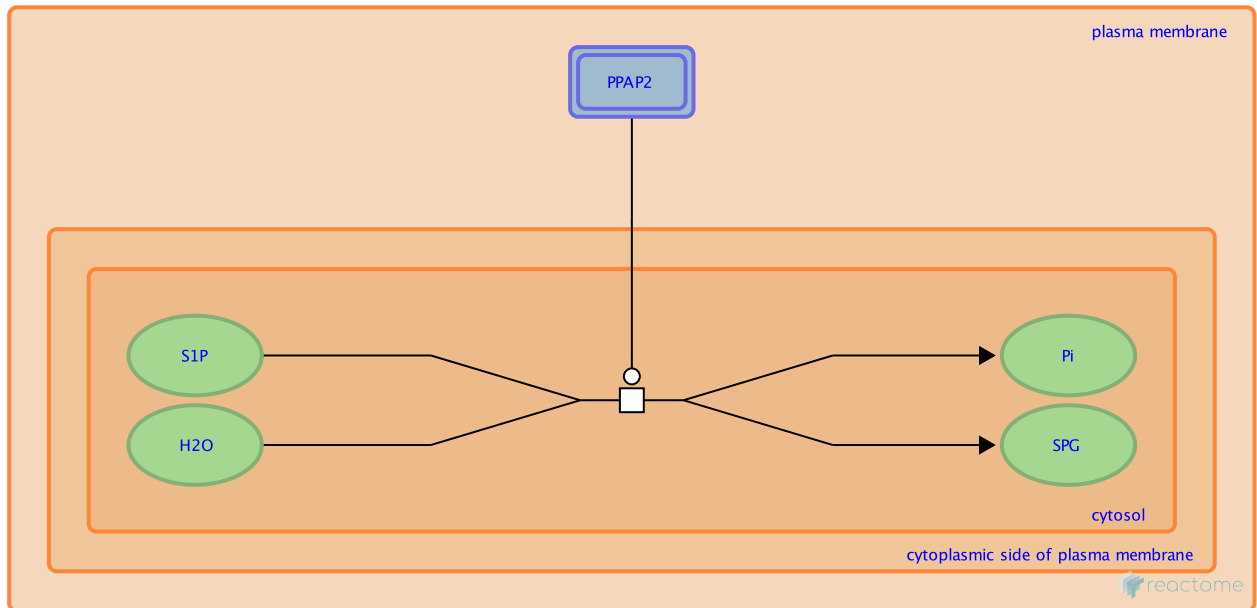 plasma membrane
PPAP2
S1P
Pi
H2O
SPG
cytosol
cytoplasmic side of plasma membrane
reactome